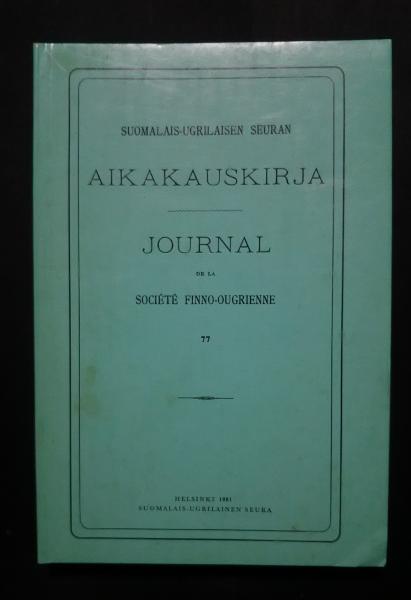 SUOMALAIS-UGRILAISEN SEURAN
AIKAKAUSKIRJA
JOURNAL
DE LA
SOCIÉTÉ FINNO-OUGRIENNE
77
HELSINKI 1981
SUOMALAIS-UGRILAINEN SEURA